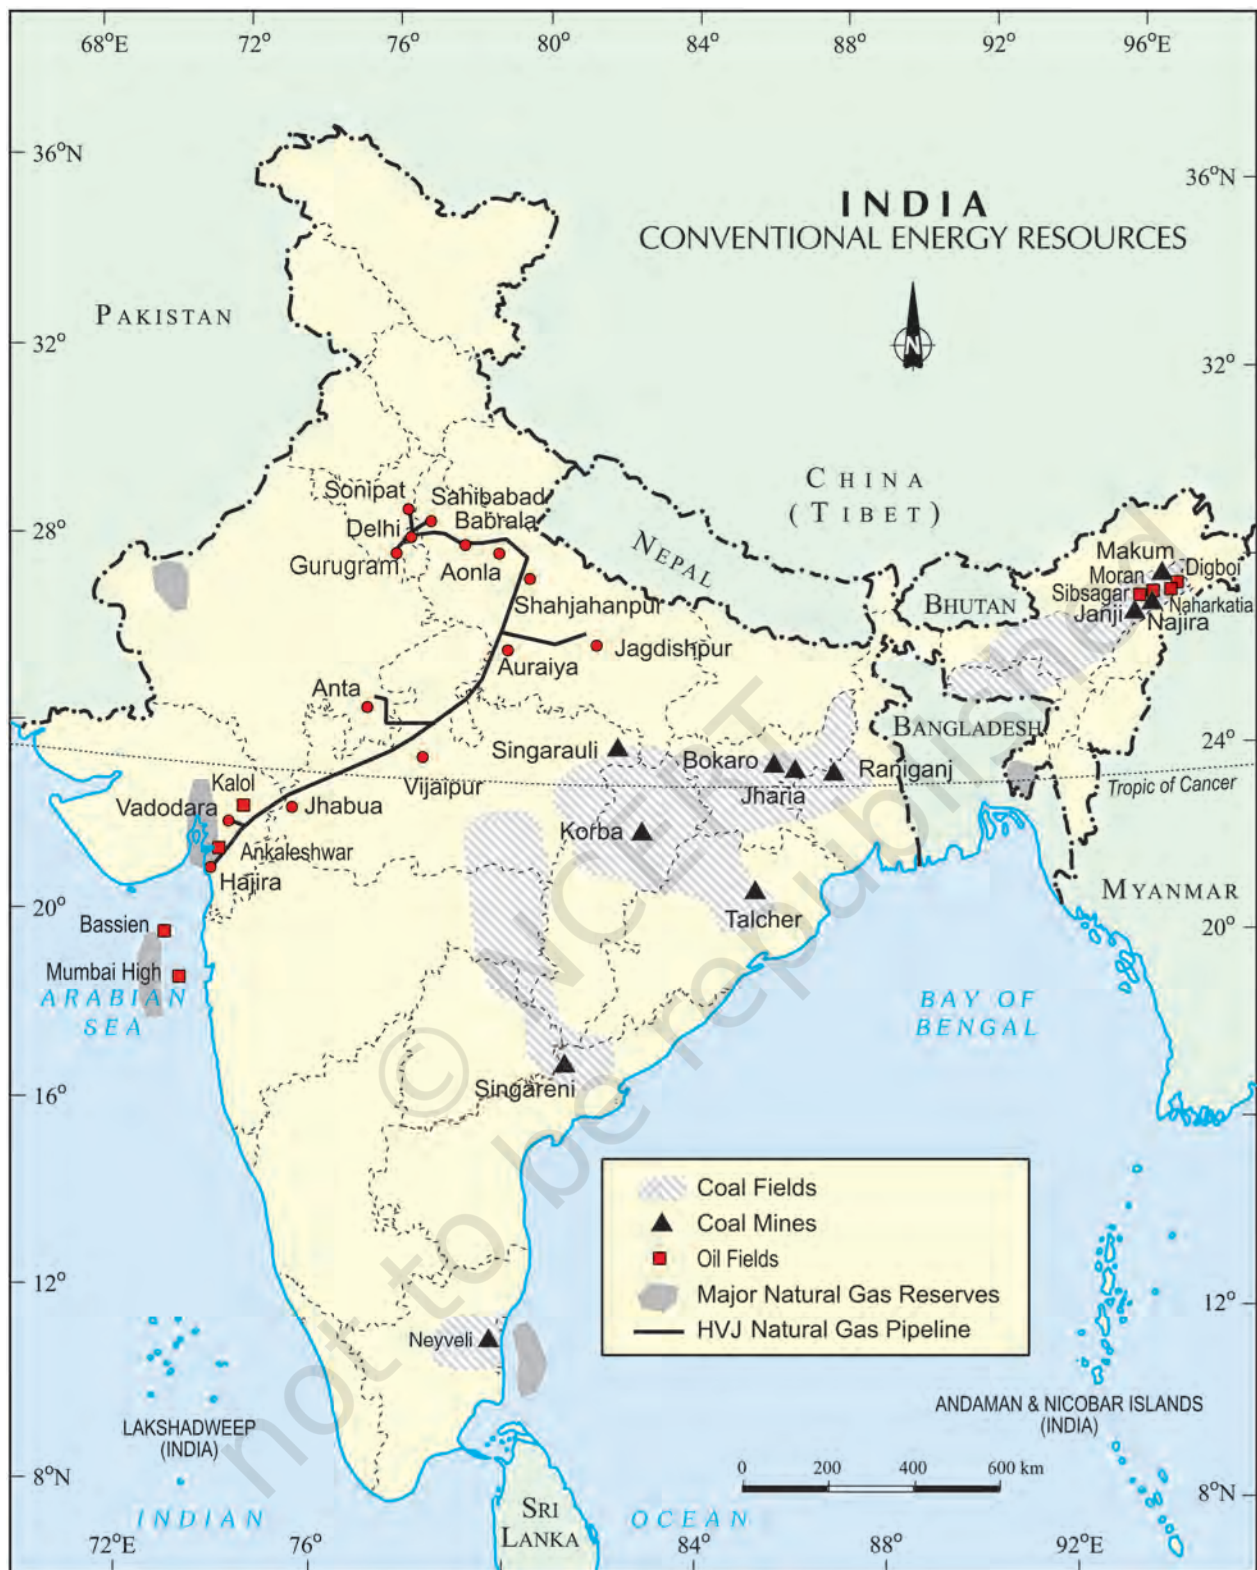 68°E
72°
76°
80°
84°
88°
92°
96°E
36°N
36°N
INDIA
CONVENTIONAL ENERGY RESOURCES
PAKISTAN
N
32°
32°
CHINA
(TIBET)
Sonipat
Sahibabad
Delhi
Babrala
28°
28°
NEPAL
Gurugram
Aonla
Makum
Moran
Digboi
Sibsagar
Naharkatia
Janji
Najira
BHUTAN
Shahjahanpur
Jagdishpur
Auraiya
Anta
BANGLADESH
24°
Singarauli
Bokaro
Raniganj
Vijaipur
Kalol
Jharia
Tropic of Cancer
Vadodara
Jhabua
Korba
Ankaleshwar
Hajira
MYANMAR
20°
20°
Talcher
Bassien
Mumbai High
ARABIAN
SEA
BAY OF
BENGAL
Singareni
16°
© NCERT
not to be republished
Coal Fields
Coal Mines
Oil Fields
Major Natural Gas Reserves
HVJ Natural Gas Pipeline
12°
12°
Neyveli
LAKSHADWEEP
(INDIA)
ANDAMAN & NICOBAR ISLANDS
(INDIA)
0 200 400 600 km
8°N
8°N
SRI
LANKA
INDIAN
OCEAN
72°E
76°
84°
88°
92°E